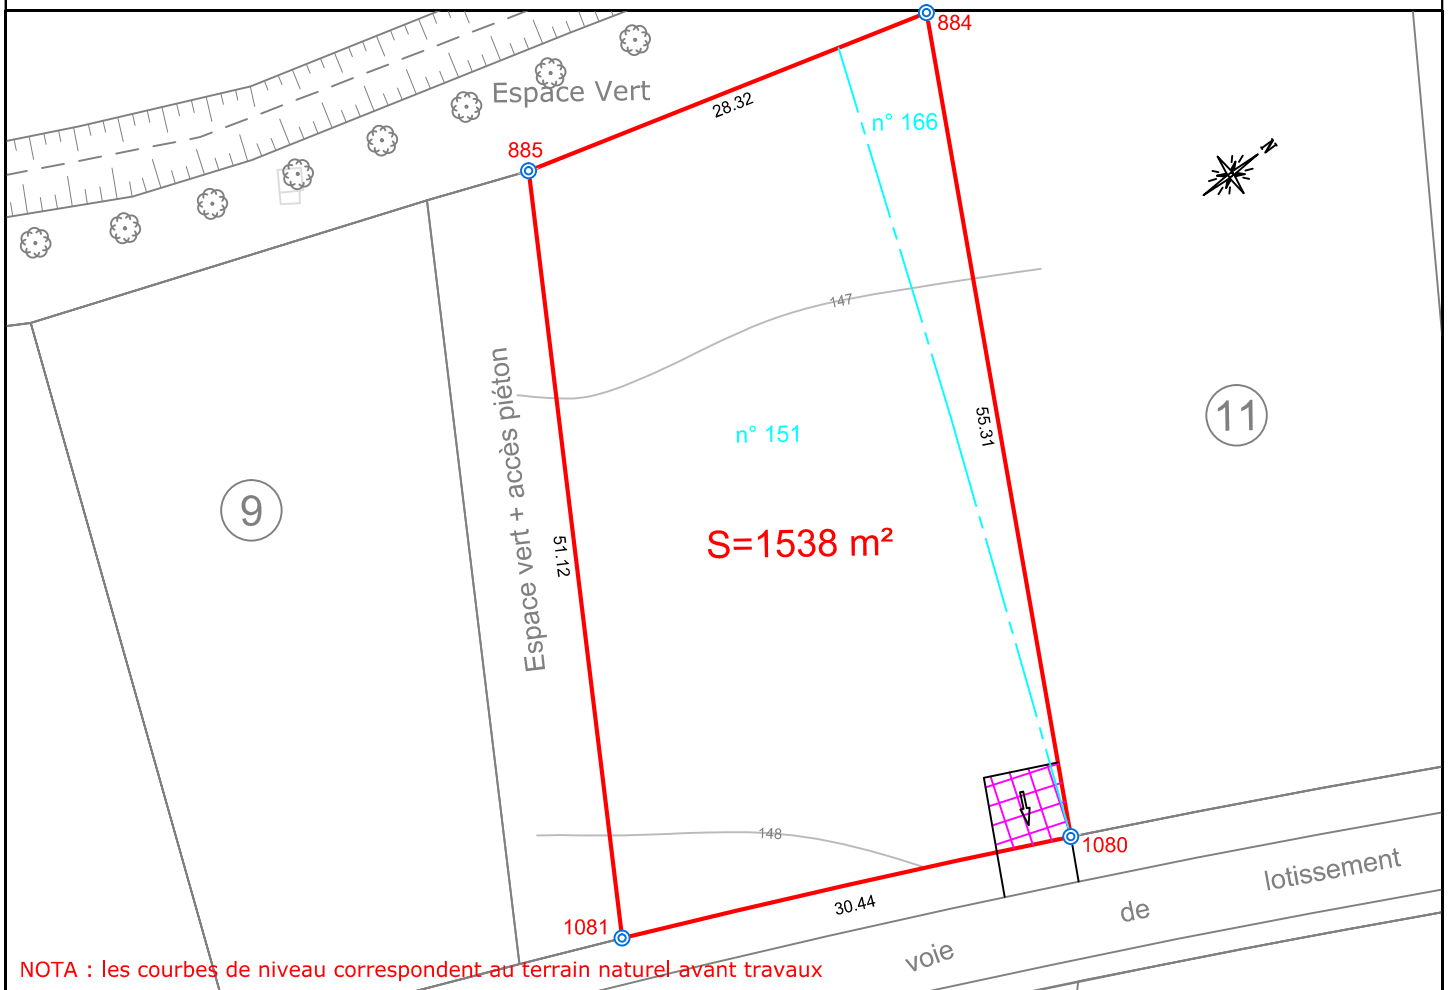 884
Espace Vert
28.32
n° 166
885
N
147
55.31
11
n° 151
Espace vert + accès piéton
9
51.12
S=1538 m²
148
1080
lotissement
30.44
de
1081
voie
NOTA : les courbes de niveau correspondent au terrain naturel avant travaux